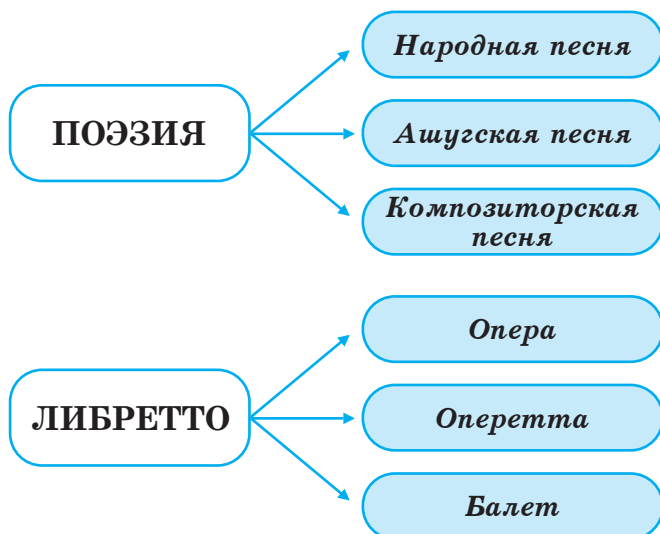 ПОЭЗИЯ
Народная песня
Ашугская песня
Композиторская
песня
ЛИБРЕТТО
Опера
Оперетта
Балет